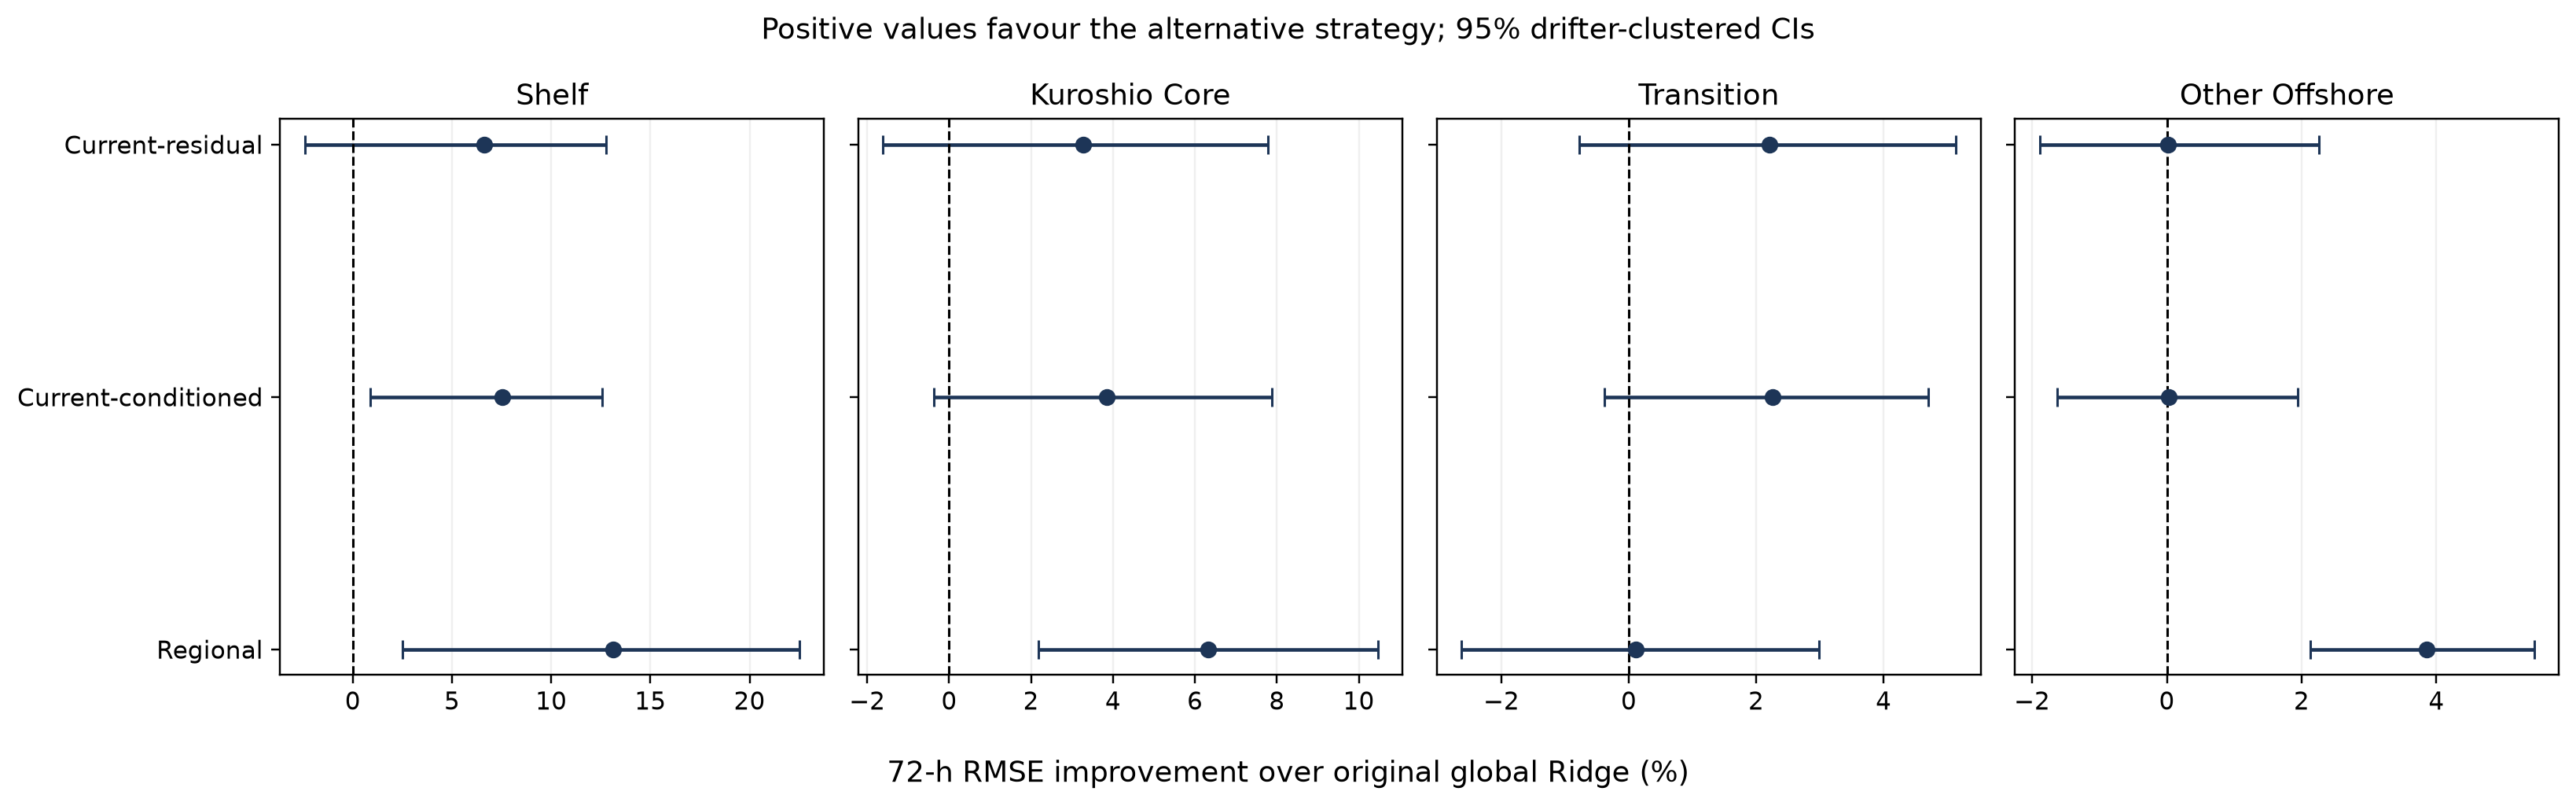 Positive values favour the alternative strategy; 95% drifter-clustered CIs
Shelf
Kuroshio Core
Transition
Other Offshore
Current-residual
Current-conditioned
Regional
0 5 10 15 20
−2 0 2 4 6 8 10
−2 0 2 4
−2 0 2 4
72-h RMSE improvement over original global Ridge (%)